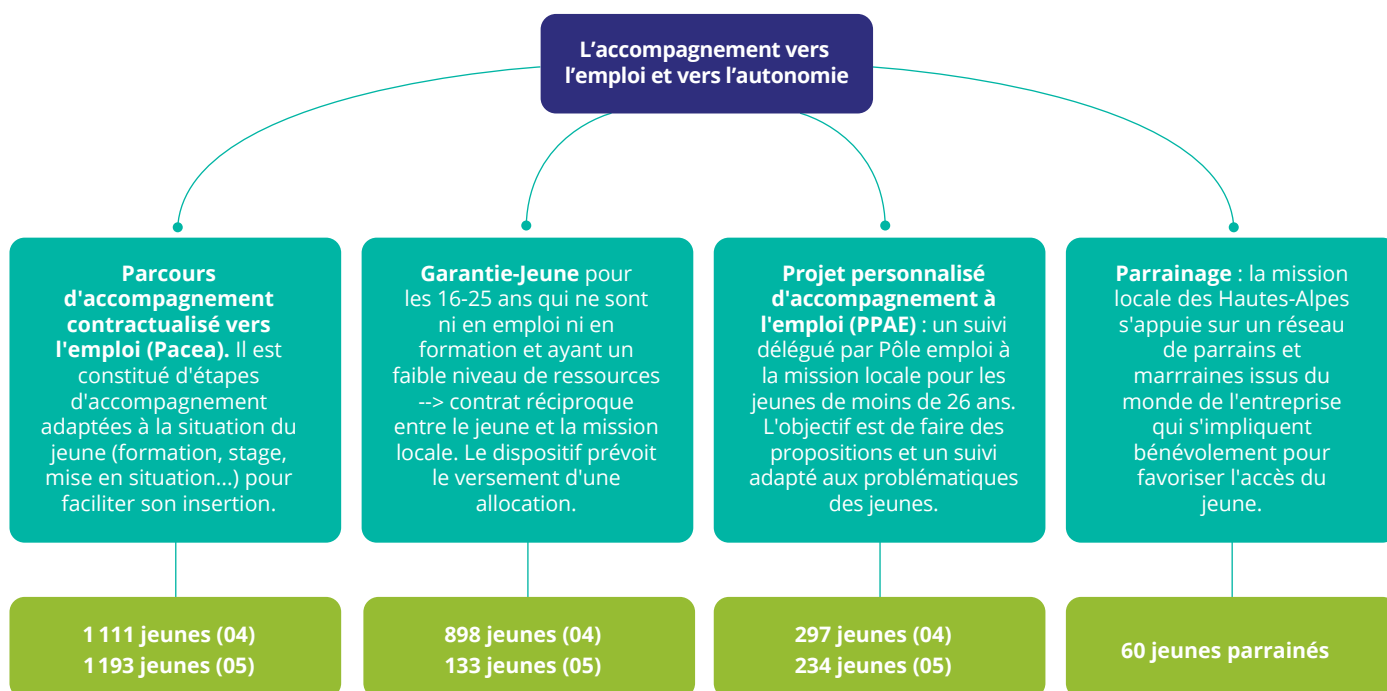 L'accompagnement vers
l'emploi et vers l'autonomie
Parcours
d'accompagnement
contractualisé vers
l'emploi (Pacea). Il est
constitué d'étapes
d'accompagnement
adaptées à la situation du
jeune (formation, stage,
mise en situation...) pour
faciliter son insertion.
Garantie-Jeune pour
les 16-25 ans qui ne sont
ni en emploi ni en
formation et ayant un
faible niveau de ressources
--> contrat réciproque
entre le jeune et la mission
locale. Le dispositif prévoit
le versement d'une
allocation.
Projet personnalisé
d'accompagnement à
l'emploi (PPAE) : un suivi
délégué par Pôle emploi à
la mission locale pour les
jeunes de moins de 26 ans.
L'objectif est de faire des
propositions et un suivi
adapté aux problématiques
des jeunes.
Parrainage : la mission
locale des Hautes-Alpes
s'appuie sur un réseau
de parrains et
marrraines issus du
monde de l'entreprise
qui s'impliquent
bénévolement pour
favoriser l'accès du
jeune.
1 111 jeunes (04)
1 193 jeunes (05)
898 jeunes (04)
133 jeunes (05)
297 jeunes (04)
234 jeunes (05)
60 jeunes parrainés